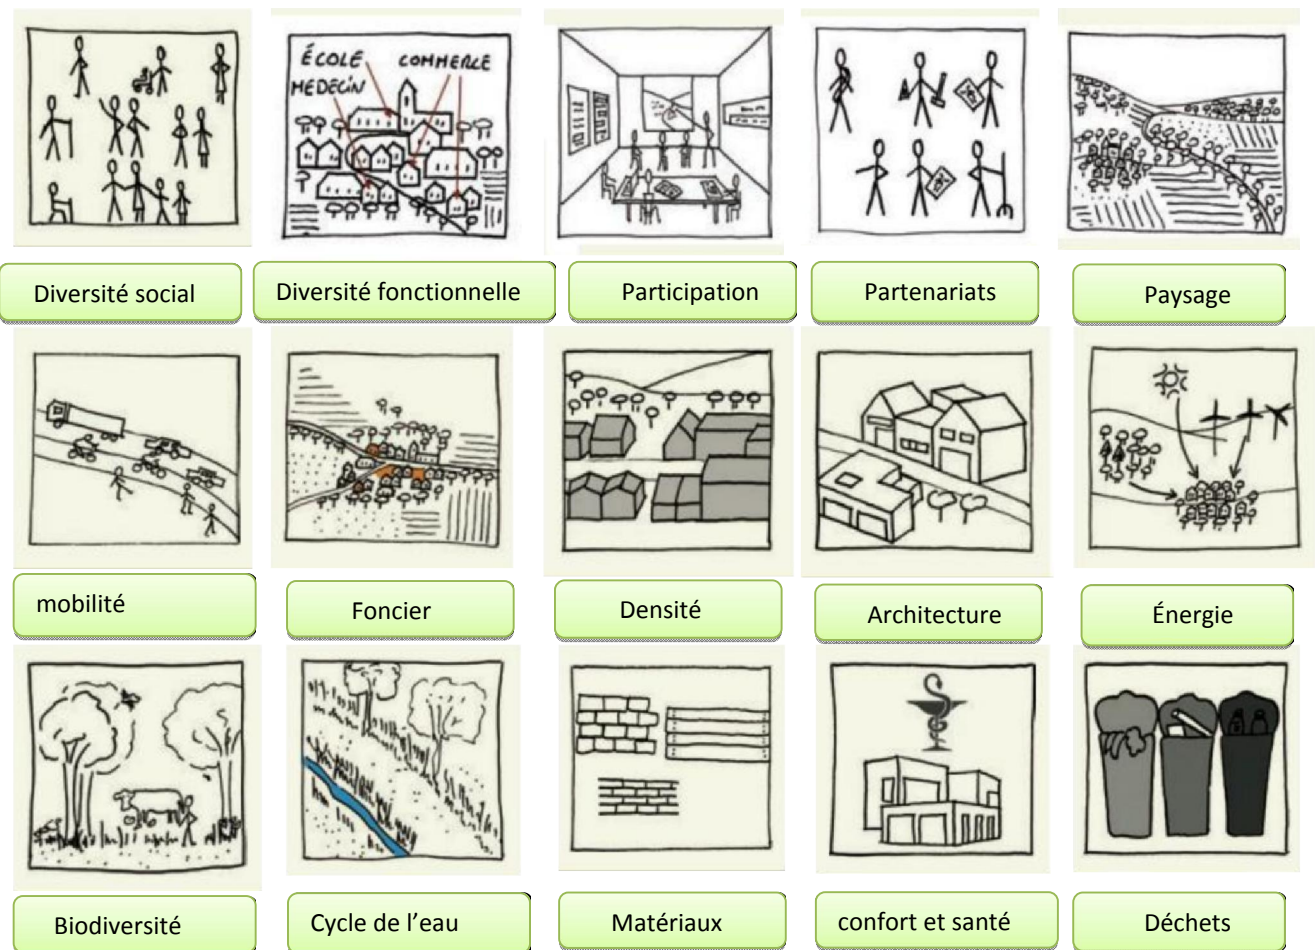 ÉCOLE
COMMERCE
MEDECIN
Diversité social
Diversité fonctionnelle
Participation
Partenariats
Paysage
mobilité
Foncier
Densité
Architecture
Énergie
Biodiversité
Cycle de l’eau
Matériaux
confort et santé
Déchets